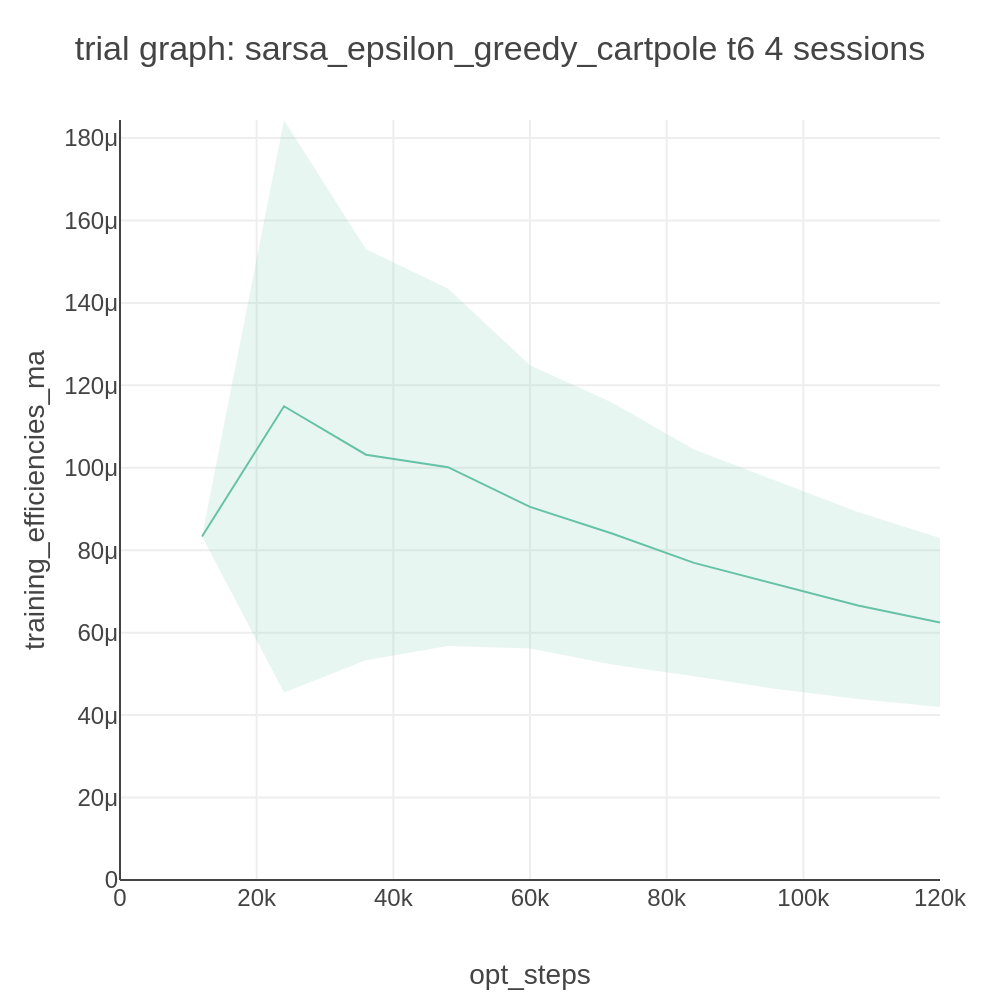 trial graph: sarsa_epsilon_greedy_cartpole t6 4 sessions
180μ
160μ
140μ
120μ
100μ
80μ
60μ
40μ
20μ
0
training_efficiencies_ma
0
20k
40k
60k
80k
100k
120k
opt_steps